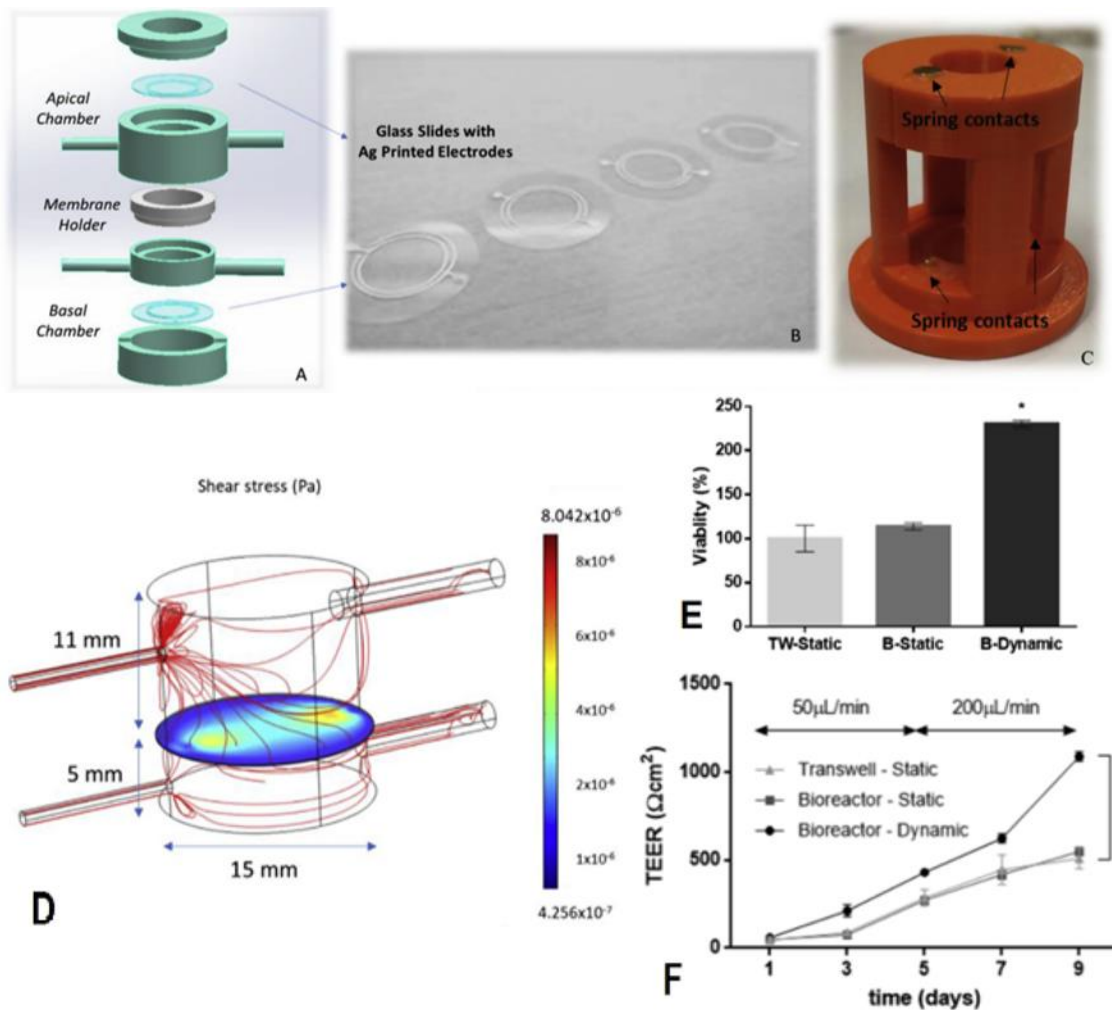 Apical
Chamber
Membrane
Holder
Basal
Chamber
A
Glass Slides with
Ag Printed Electrodes
B
Spring contacts
Spring contacts
C
Shear stress (Pa)
11 mm
5 mm
15 mm
8.042x10⁻⁶
8x10⁻⁶
6x10⁻⁶
4x10⁻⁶
2x10⁻⁶
1x10⁻⁶
4.256x10⁻⁷
D
Viablity (%)
250
200
150
100
50
0
*
TW-Static
B-Static
B-Dynamic
E
TEER (Ωcm²)
1500
1000
500
0
50µL/min
200µL/min
Transwell - Static
Bioreactor - Static
Bioreactor - Dynamic
1 3 5 7 9
time (days)
F